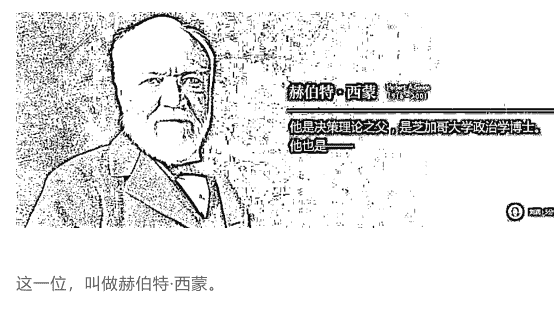 赫伯特·西蒙
他是决策理论之父，是芝加哥大学政治学博士。
他也是——
这一位，叫做赫伯特·西蒙。